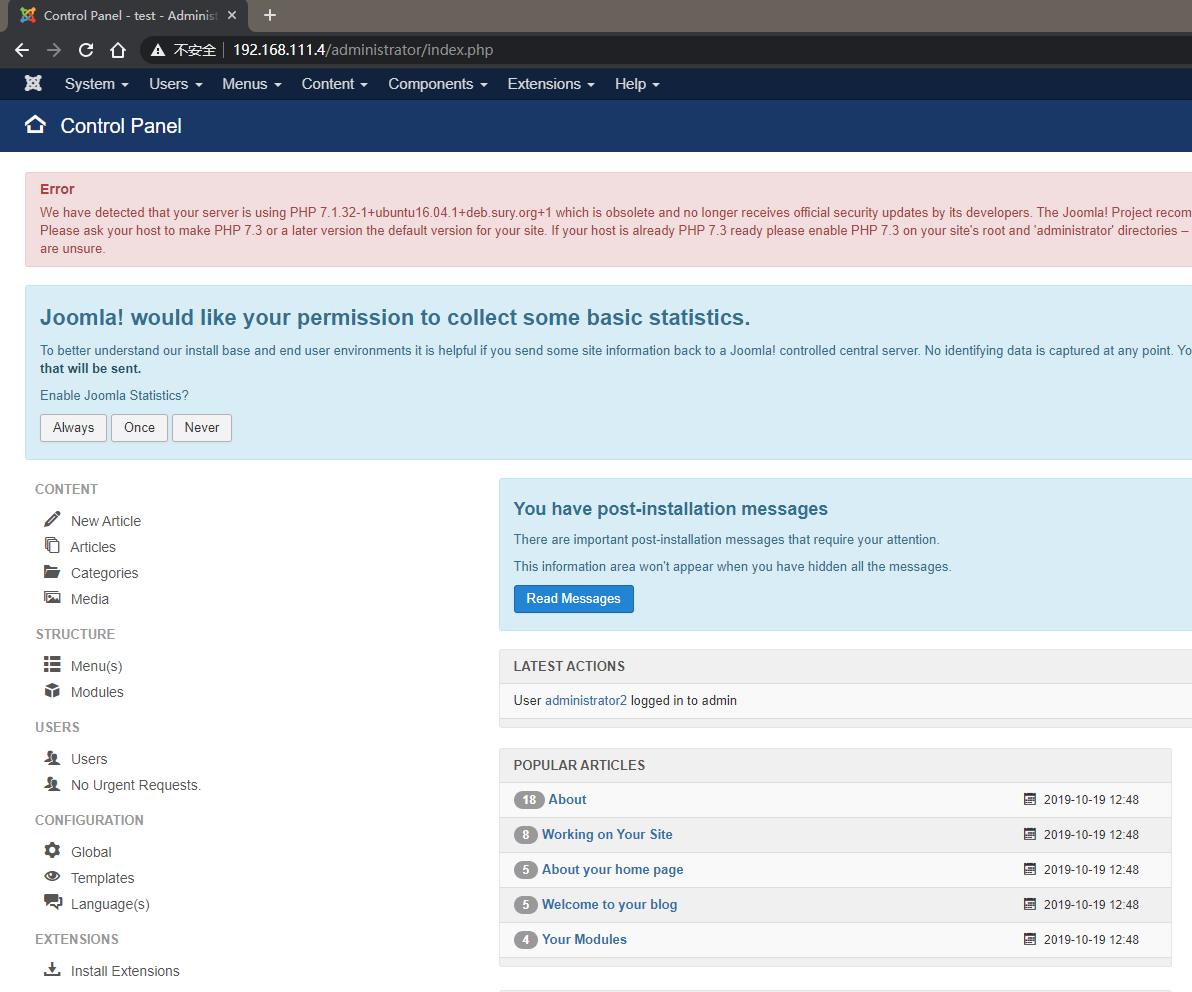 Control Panel - test - Administ
不安全 192.168.111.4/administrator/index.php
System Users Menus Content Components Extensions Help
Control Panel
Error
We have detected that your server is using PHP 7.1.32-1+ubuntu16.04.1+deb.sury.org+1 which is obsolete and no longer receives official security updates by its developers. The Joomla! Project recom
Please ask your host to make PHP 7.3 or a later version the default version for your site. If your host is already PHP 7.3 ready please enable PHP 7.3 on your site's root and 'administrator' directories –
are unsure.
Joomla! would like your permission to collect some basic statistics.
To better understand our install base and end user environments it is helpful if you send some site information back to a Joomla! controlled central server. No identifying data is captured at any point. Yo
that will be sent.
Enable Joomla Statistics?
Always Once Never
CONTENT
New Article
Articles
Categories
Media
STRUCTURE
Menu(s)
Modules
USERS
Users
No Urgent Requests.
CONFIGURATION
Global
Templates
Language(s)
EXTENSIONS
Install Extensions
You have post-installation messages
There are important post-installation messages that require your attention.
This information area won't appear when you have hidden all the messages.
Read Messages
LATEST ACTIONS
User administrator2 logged in to admin
POPULAR ARTICLES
18 About 2019-10-19 12:48
8 Working on Your Site 2019-10-19 12:48
5 About your home page 2019-10-19 12:48
5 Welcome to your blog 2019-10-19 12:48
4 Your Modules 2019-10-19 12:48